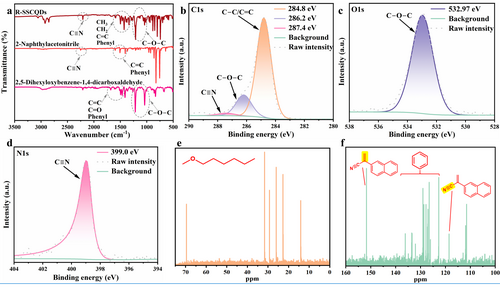 a
R-SSCQDs
C≡N
CH₃
CH₂
C=C
Phenyl
C−O−C
2-Naphthylacetonitrile
C≡N
C=C
Phenyl
2,5-Dihexyloxybenzene-1,4-dicarboxaldehyde
C=C
C=O
Phenyl
C−O−C
Transmittance (%)
3500 3000 2500 2000 1500 1000 500
Wavenumber (cm⁻¹)
b
C1s
C−C/C=C
284.8 eV
286.2 eV
287.4 eV
Background
Raw intensity
C−O−C
C≡N
Intensity (a.u.)
290 288 286 284 282 280
Binding energy (eV)
c
O1s
C−O−C
532.97 eV
Background
Raw intensity
Intensity (a.u.)
538 536 534 532 530 528
Binding energy (eV)
d
N1s
C≡N
399.0 eV
Raw intensity
Background
Intensity (a.u.)
404 402 400 398 396 394
Binding energy (eV)
e
O
70 60 50 40 30 20 10 0
ppm
f
N≡C
N≡C
160 150 140 130 120 110 100
ppm